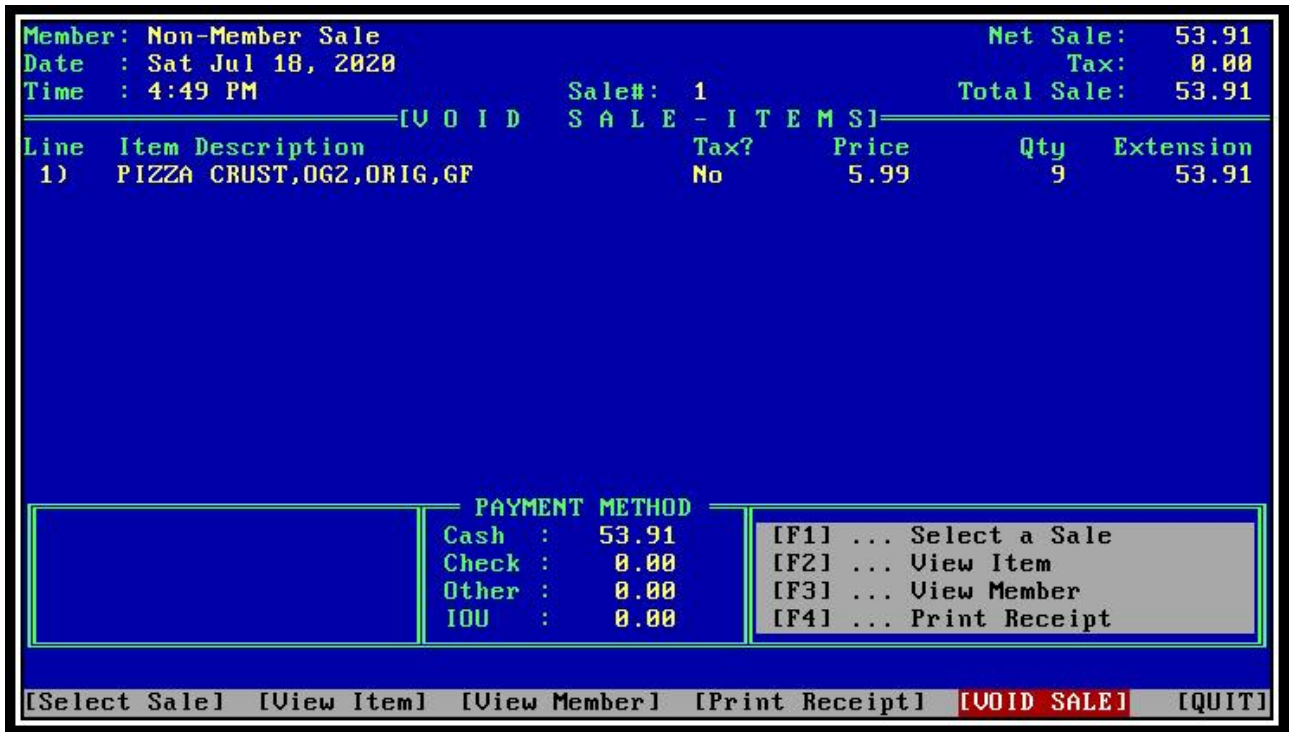 Member: Non-Member Sale Net Sale: 53.91
Date : Sat Jul 18, 2020 Tax: 0.00
Time : 4:49 PM Sale#: 1 Total Sale: 53.91
[V O I D S A L E - I T E M S]
Line Item Description Tax? Price Qty Extension
1) PIZZA CRUST,OG2,ORIG,GF No 5.99 9 53.91
PAYMENT METHOD
Cash : 53.91 [F1] ... Select a Sale
Check : 0.00 [F2] ... View Item
Other : 0.00 [F3] ... View Member
IOU : 0.00 [F4] ... Print Receipt
[Select Sale] [View Item] [View Member] [Print Receipt] [VOID SALE] [QUIT]